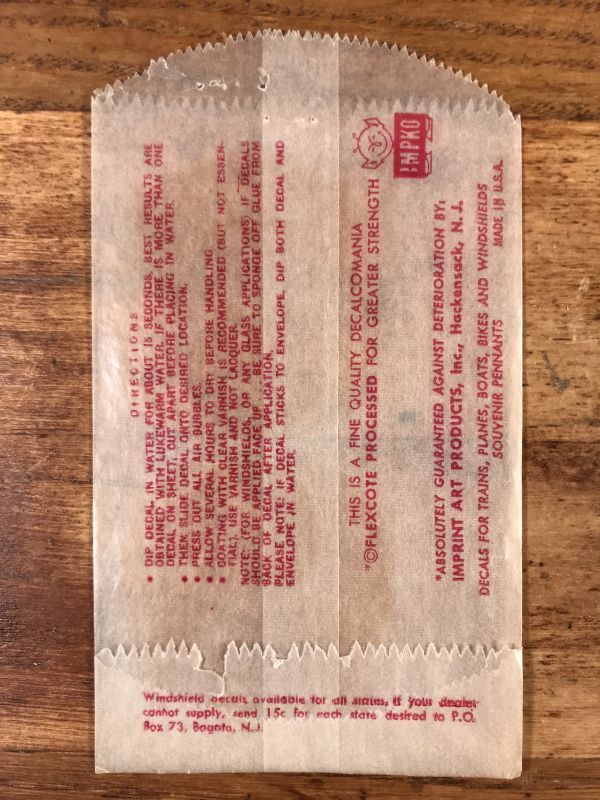 DIRECTIONS
• DIP DECAL IN WATER FOR ABOUT 15 SECONDS. BEST RESULTS ARE
OBTAINED WITH LUKEWARM WATER. IF THERE IS MORE THAN ONE
DECAL ON SHEET, CUT APART BEFORE PLACING IN WATER.
• THEN SLIDE DECAL ONTO DESIRED LOCATION.
• PRESS OUT ALL AIR BUBBLES.
• ALLOW SEVERAL HOURS TO DRY BEFORE HANDLING.
• COATING WITH CLEAR VARNISH IS RECOMMENDED (BUT NOT ESSEN-
TIAL). USE VARNISH AND NOT LACQUER.
NOTE: (FOR WINDSHIELDS, OR ANY GLASS APPLICATIONS) IF DECALS
SHOULD BE APPLIED FACE UP. BE SURE TO SPONGE OFF GLUE FROM
BACK OF DECAL AFTER APPLICATION.
PLEASE NOTE: IF DECAL STICKS TO ENVELOPE, DIP BOTH DECAL AND
ENVELOPE IN WATER.
THIS IS A FINE QUALITY DECALCOMANIA
*©FLEXCOTE PROCESSED FOR GREATER STRENGTH
IMPKO
*ABSOLUTELY GUARANTEED AGAINST DETERIORATION BY:
IMPRINT ART PRODUCTS, Inc., Hackensack, N. J.
DECALS FOR TRAINS, PLANES, BOATS, BIKES AND WINDSHIELDS
SOUVENIR PENNANTS MADE IN U.S.A.
Windshield decals available for all states, if your dealer
cannot supply, send 15c for each state desired to P.O.
Box 73, Bogota, N.J.